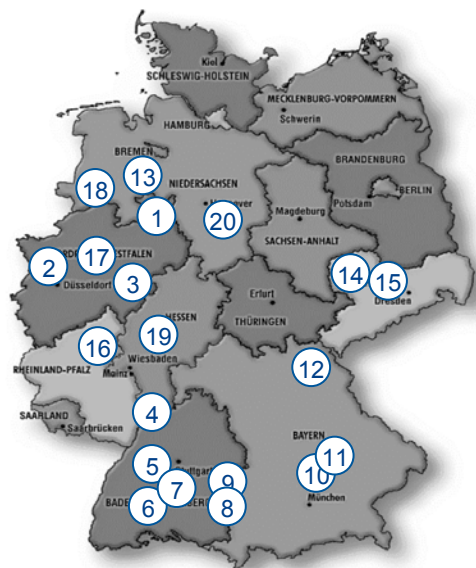 Kiel
SCHLESWIG-HOLSTEIN
MECKLENBURG-VORPOMMERN
Schwerin
HAMBURG
BREMEN
BRANDENBURG
13
NIEDERSACHSEN
BERLIN
18
1
20
Magdeburg
Potsdam
SACHSEN-ANHALT
17
2
3
Düsseldorf
14
15
Dresden
Erfurt
THÜRINGEN
HESSEN
19
16
Wiesbaden
Mainz
RHEINLAND-PFALZ
12
SAARLAND
Saarbrücken
4
BAYERN
5
11
10
7
9
6
8
München